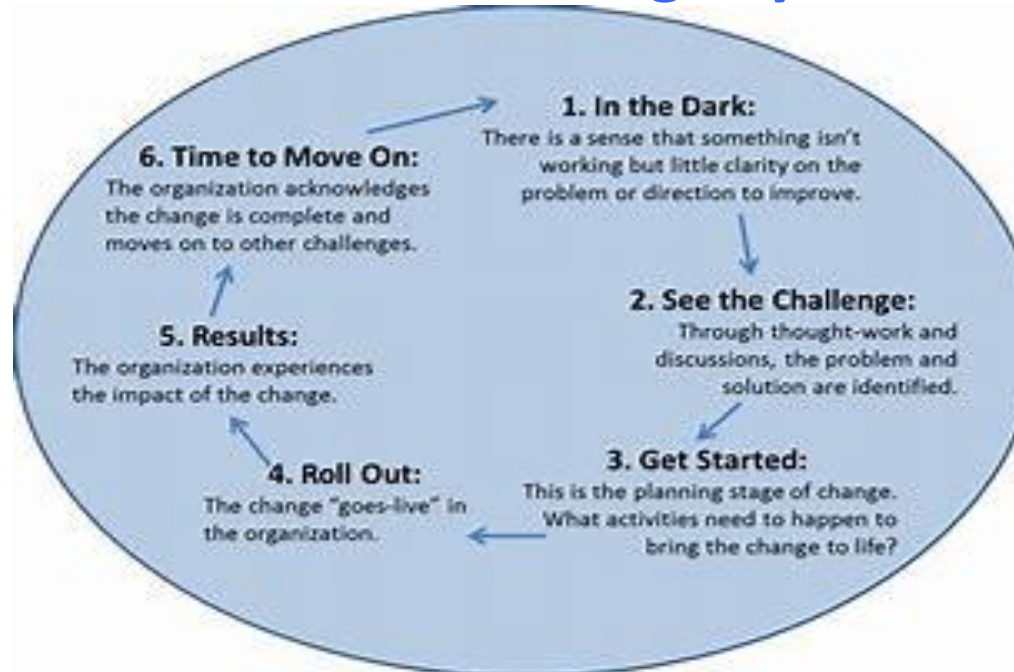 1. In the Dark:
There is a sense that something isn't
working but little clarity on the
problem or direction to improve.
2. See the Challenge:
Through thought-work and
discussions, the problem and
solution are identified.
3. Get Started:
This is the planning stage of change.
What activities need to happen to
bring the change to life?
4. Roll Out:
The change “goes-live” in
the organization.
5. Results:
The organization experiences
the impact of the change.
6. Time to Move On:
The organization acknowledges
the change is complete and
moves on to other challenges.